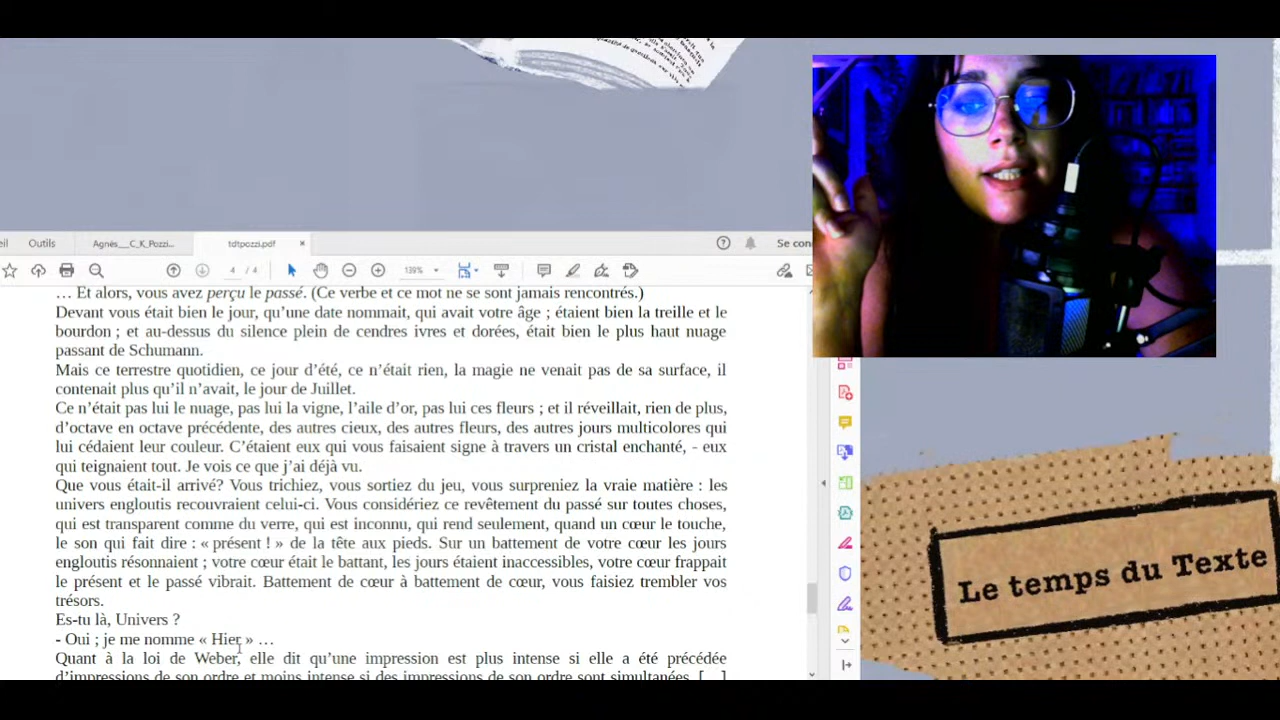 Outils
Agnès__C_K_Pozzi...
tdtpozzi.pdf
Se con
4 / 4
139%
… Et alors, vous avez perçu le passé. (Ce verbe et ce mot ne se sont jamais rencontrés.)
Devant vous était bien le jour, qu’une date nommait, qui avait votre âge ; étaient bien la treille et le
bourdon ; et au-dessus du silence plein de cendres ivres et dorées, était bien le plus haut nuage
passant de Schumann.
Mais ce terrestre quotidien, ce jour d’été, ce n’était rien, la magie ne venait pas de sa surface, il
contenait plus qu’il n’avait, le jour de Juillet.
Ce n’était pas lui le nuage, pas lui la vigne, l’aile d’or, pas lui ces fleurs ; et il réveillait, rien de plus,
d’octave en octave précédente, des autres cieux, des autres fleurs, des autres jours multicolores qui
lui cédaient leur couleur. C’étaient eux qui vous faisaient signe à travers un cristal enchanté, - eux
qui teignaient tout. Je vois ce que j’ai déjà vu.
Que vous était-il arrivé? Vous trichiez, vous sortiez du jeu, vous surpreniez la vraie matière : les
univers engloutis recouvraient celui-ci. Vous considériez ce revêtement du passé sur toutes choses,
qui est transparent comme du verre, qui est inconnu, qui rend seulement, quand un cœur le touche,
le son qui fait dire : « présent ! » de la tête aux pieds. Sur un battement de votre cœur les jours
engloutis résonnaient ; votre cœur était le battant, les jours étaient inaccessibles, votre cœur frappait
le présent et le passé vibrait. Battement de cœur à battement de cœur, vous faisiez trembler vos
trésors.
Es-tu là, Univers ?
- Oui ; je me nomme « Hier » …
Quant à la loi de Weber, elle dit qu’une impression est plus intense si elle a été précédée
d’impressions de son ordre et moins intense si des impressions de son ordre sont simultanées. [...]
Le temps du Texte